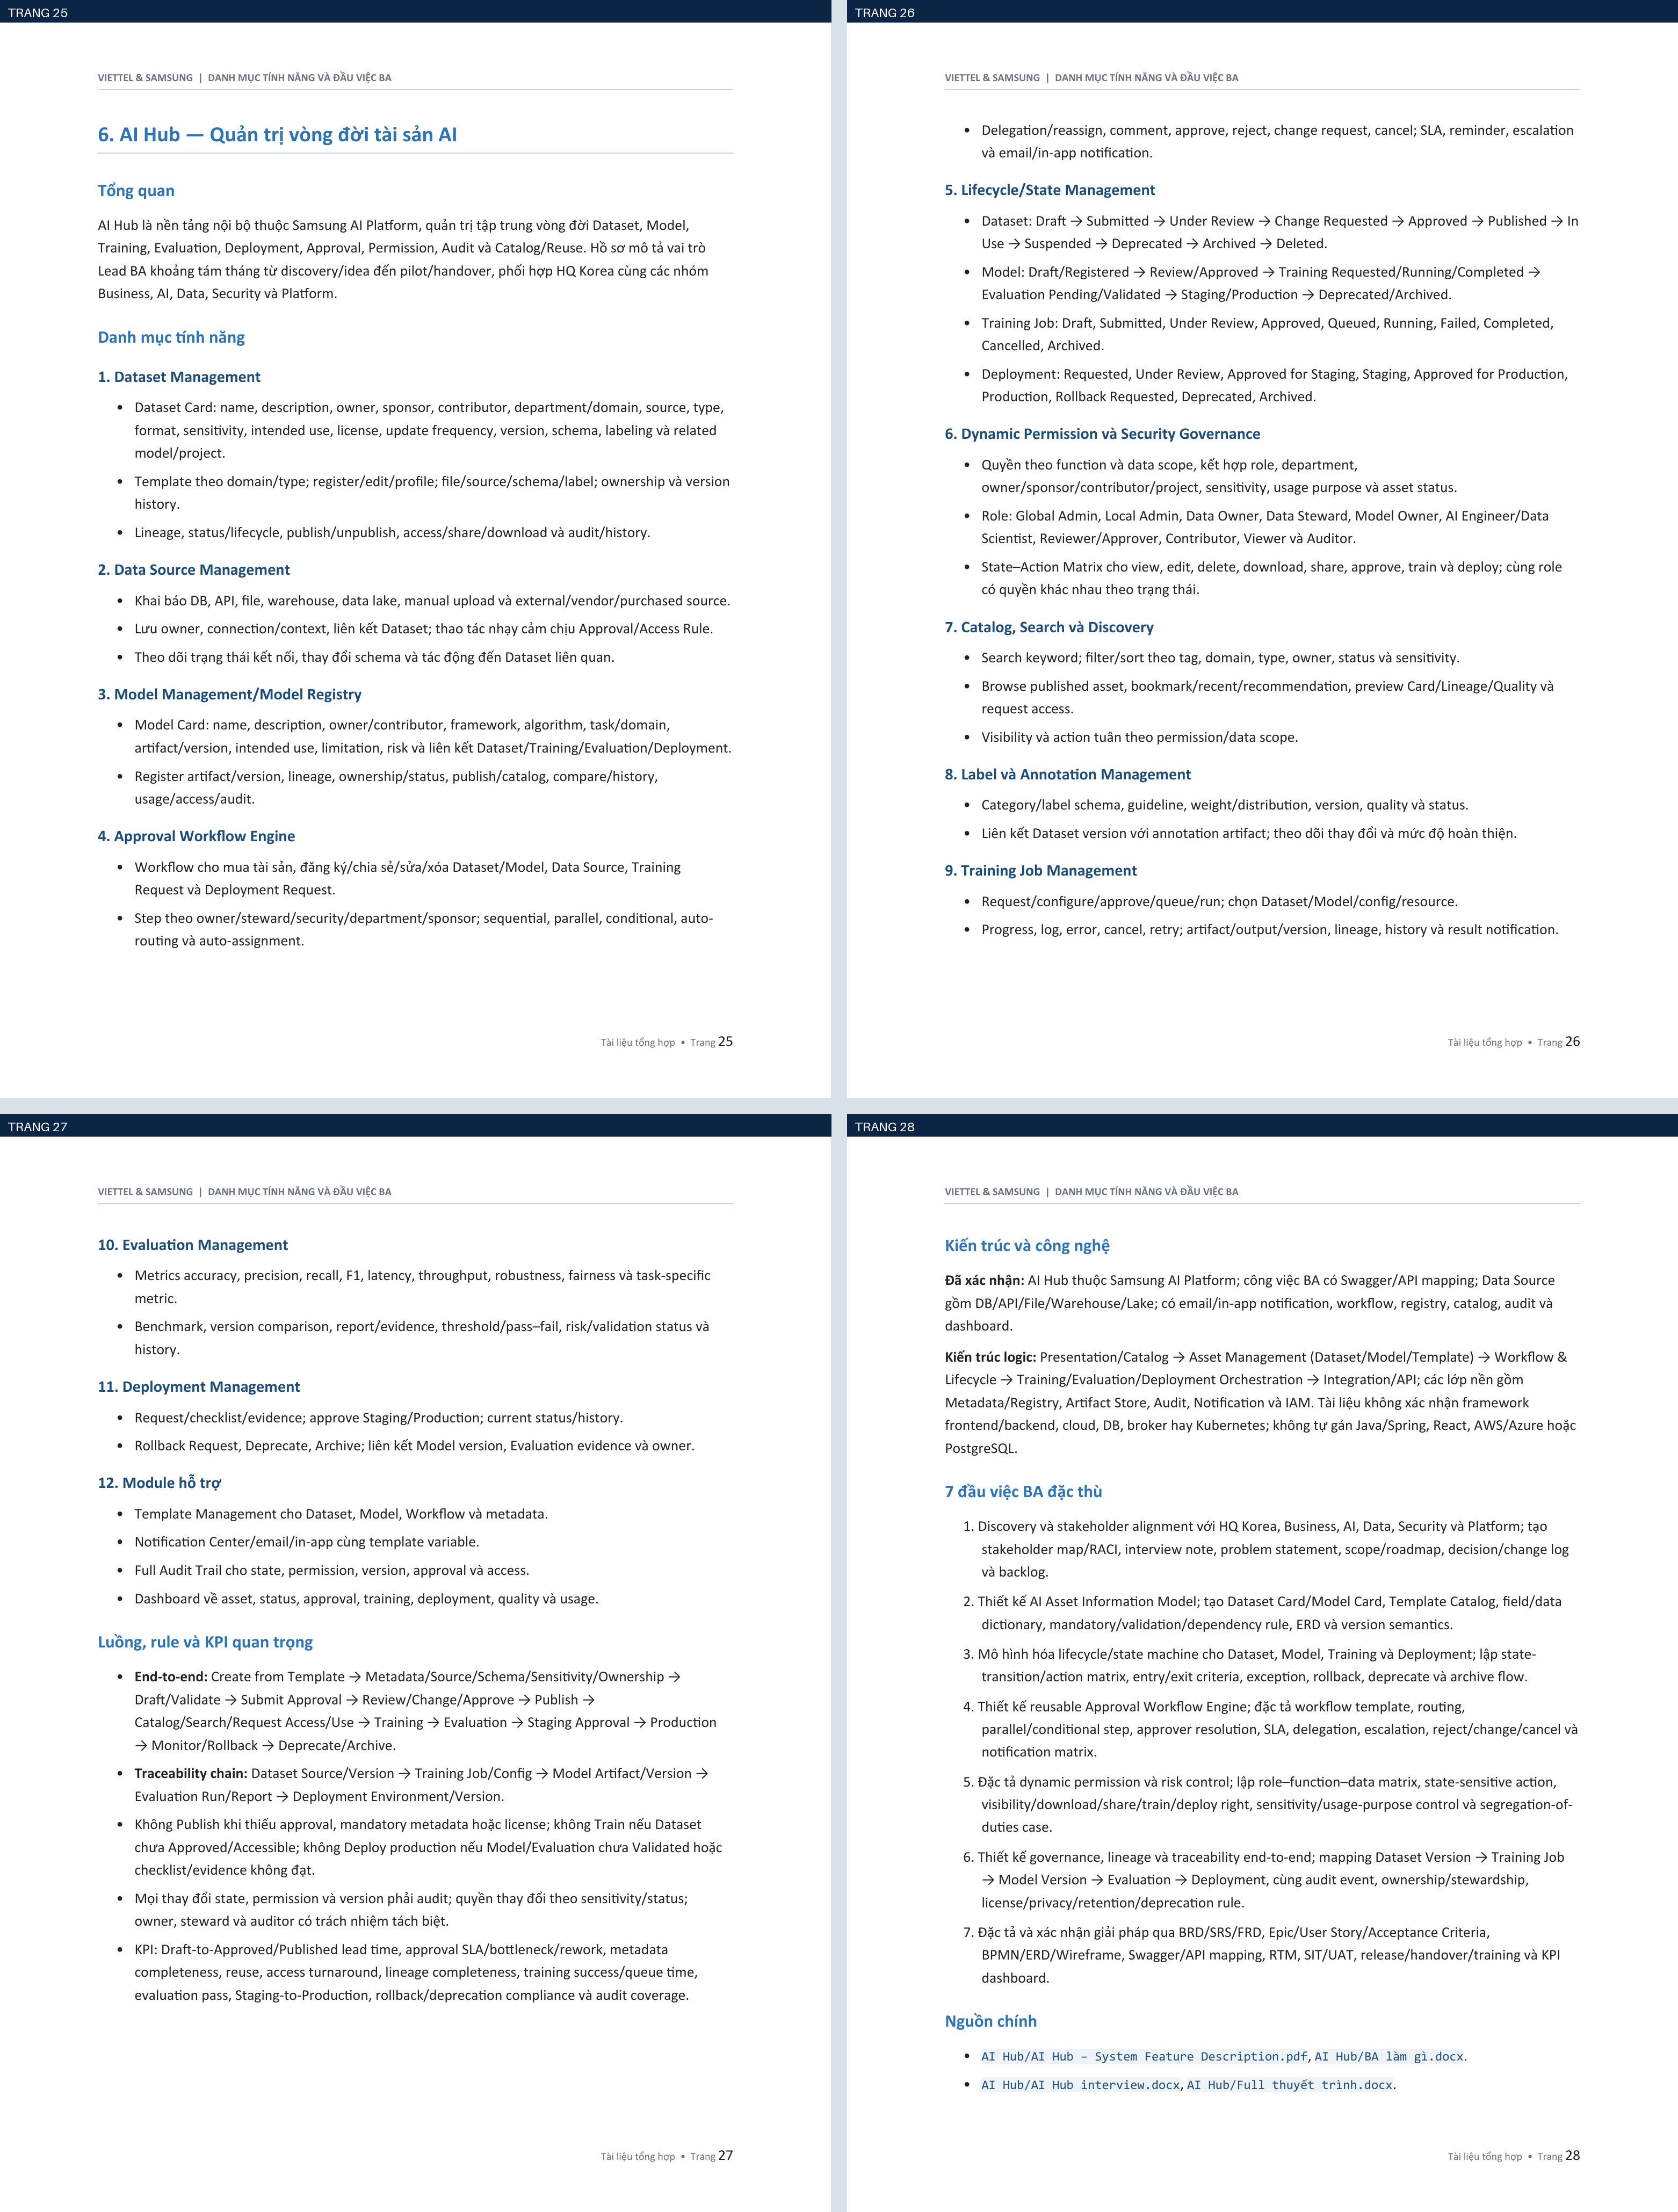 TRANG 25
VIETTEL & SAMSUNG | DANH MỤC TÍNH NĂNG VÀ ĐẦU VIỆC BA
6. AI Hub — Quản trị vòng đời tài sản AI
Tổng quan
AI Hub là nền tảng nội bộ thuộc Samsung AI Platform, quản trị tập trung vòng đời Dataset, Model,
Training, Evaluation, Deployment, Approval, Permission, Audit và Catalog/Reuse. Hồ sơ mô tả vai trò
Lead BA khoảng tám tháng từ discovery/idea đến pilot/handover, phối hợp HQ Korea cùng các nhóm
Business, AI, Data, Security và Platform.
Danh mục tính năng
1. Dataset Management
• Dataset Card: name, description, owner, sponsor, contributor, department/domain, source, type,
format, sensitivity, intended use, license, update frequency, version, schema, labeling và related
model/project.
• Template theo domain/type; register/edit/profile; file/source/schema/label; ownership và version
history.
• Lineage, status/lifecycle, publish/unpublish, access/share/download và audit/history.
2. Data Source Management
• Khai báo DB, API, file, warehouse, data lake, manual upload và external/vendor/purchased source.
• Lưu owner, connection/context, liên kết Dataset; thao tác nhạy cảm chịu Approval/Access Rule.
• Theo dõi trạng thái kết nối, thay đổi schema và tác động đến Dataset liên quan.
3. Model Management/Model Registry
• Model Card: name, description, owner/contributor, framework, algorithm, task/domain,
artifact/version, intended use, limitation, risk và liên kết Dataset/Training/Evaluation/Deployment.
• Register artifact/version, lineage, ownership/status, publish/catalog, compare/history,
usage/access/audit.
4. Approval Workflow Engine
• Workflow cho mua tài sản, đăng ký/chia sẻ/sửa/xóa Dataset/Model, Data Source, Training
Request và Deployment Request.
• Step theo owner/steward/security/department/sponsor; sequential, parallel, conditional, auto-
routing và auto-assignment.
Tài liệu tổng hợp • Trang 25
TRANG 26
VIETTEL & SAMSUNG | DANH MỤC TÍNH NĂNG VÀ ĐẦU VIỆC BA
• Delegation/reassign, comment, approve, reject, change request, cancel; SLA, reminder, escalation
và email/in-app notification.
5. Lifecycle/State Management
• Dataset: Draft → Submitted → Under Review → Change Requested → Approved → Published → In
Use → Suspended → Deprecated → Archived → Deleted.
• Model: Draft/Registered → Review/Approved → Training Requested/Running/Completed →
Evaluation Pending/Validated → Staging/Production → Deprecated/Archived.
• Training Job: Draft, Submitted, Under Review, Approved, Queued, Running, Failed, Completed,
Cancelled, Archived.
• Deployment: Requested, Under Review, Approved for Staging, Staging, Approved for Production,
Production, Rollback Requested, Deprecated, Archived.
6. Dynamic Permission và Security Governance
• Quyền theo function và data scope, kết hợp role, department,
owner/sponsor/contributor/project, sensitivity, usage purpose và asset status.
• Role: Global Admin, Local Admin, Data Owner, Data Steward, Model Owner, AI Engineer/Data
Scientist, Reviewer/Approver, Contributor, Viewer và Auditor.
• State–Action Matrix cho view, edit, delete, download, share, approve, train và deploy; cùng role
có quyền khác nhau theo trạng thái.
7. Catalog, Search và Discovery
• Search keyword; filter/sort theo tag, domain, type, owner, status và sensitivity.
• Browse published asset, bookmark/recent/recommendation, preview Card/Lineage/Quality và
request access.
• Visibility và action tuân theo permission/data scope.
8. Label và Annotation Management
• Category/label schema, guideline, weight/distribution, version, quality và status.
• Liên kết Dataset version với annotation artifact; theo dõi thay đổi và mức độ hoàn thiện.
9. Training Job Management
• Request/configure/approve/queue/run; chọn Dataset/Model/config/resource.
• Progress, log, error, cancel, retry; artifact/output/version, lineage, history và result notification.
Tài liệu tổng hợp • Trang 26
TRANG 27
VIETTEL & SAMSUNG | DANH MỤC TÍNH NĂNG VÀ ĐẦU VIỆC BA
10. Evaluation Management
• Metrics accuracy, precision, recall, F1, latency, throughput, robustness, fairness và task-specific
metric.
• Benchmark, version comparison, report/evidence, threshold/pass–fail, risk/validation status và
history.
11. Deployment Management
• Request/checklist/evidence; approve Staging/Production; current status/history.
• Rollback Request, Deprecate, Archive; liên kết Model version, Evaluation evidence và owner.
12. Module hỗ trợ
• Template Management cho Dataset, Model, Workflow và metadata.
• Notification Center/email/in-app cùng template variable.
• Full Audit Trail cho state, permission, version, approval và access.
• Dashboard về asset, status, approval, training, deployment, quality và usage.
Luồng, rule và KPI quan trọng
• End-to-end: Create from Template → Metadata/Source/Schema/Sensitivity/Ownership →
Draft/Validate → Submit Approval → Review/Change/Approve → Publish →
Catalog/Search/Request Access/Use → Training → Evaluation → Staging Approval → Production
→ Monitor/Rollback → Deprecate/Archive.
• Traceability chain: Dataset Source/Version → Training Job/Config → Model Artifact/Version →
Evaluation Run/Report → Deployment Environment/Version.
• Không Publish khi thiếu approval, mandatory metadata hoặc license; không Train nếu Dataset
chưa Approved/Accessible; không Deploy production nếu Model/Evaluation chưa Validated hoặc
checklist/evidence không đạt.
• Mọi thay đổi state, permission và version phải audit; quyền thay đổi theo sensitivity/status;
owner, steward và auditor có trách nhiệm tách biệt.
• KPI: Draft-to-Approved/Published lead time, approval SLA/bottleneck/rework, metadata
completeness, reuse, access turnaround, lineage completeness, training success/queue time,
evaluation pass, Staging-to-Production, rollback/deprecation compliance và audit coverage.
Tài liệu tổng hợp • Trang 27
TRANG 28
VIETTEL & SAMSUNG | DANH MỤC TÍNH NĂNG VÀ ĐẦU VIỆC BA
Kiến trúc và công nghệ
Đã xác nhận: AI Hub thuộc Samsung AI Platform; công việc BA có Swagger/API mapping; Data Source
gồm DB/API/File/Warehouse/Lake; có email/in-app notification, workflow, registry, catalog, audit và
dashboard.
Kiến trúc logic: Presentation/Catalog → Asset Management (Dataset/Model/Template) → Workflow &
Lifecycle → Training/Evaluation/Deployment Orchestration → Integration/API; các lớp nền gồm
Metadata/Registry, Artifact Store, Audit, Notification và IAM. Tài liệu không xác nhận framework
frontend/backend, cloud, DB, broker hay Kubernetes; không tự gán Java/Spring, React, AWS/Azure hoặc
PostgreSQL.
7 đầu việc BA đặc thù
1. Discovery và stakeholder alignment với HQ Korea, Business, AI, Data, Security và Platform; tạo
stakeholder map/RACI, interview note, problem statement, scope/roadmap, decision/change log
và backlog.
2. Thiết kế AI Asset Information Model; tạo Dataset Card/Model Card, Template Catalog, field/data
dictionary, mandatory/validation/dependency rule, ERD và version semantics.
3. Mô hình hóa lifecycle/state machine cho Dataset, Model, Training và Deployment; lập state-
transition/action matrix, entry/exit criteria, exception, rollback, deprecate và archive flow.
4. Thiết kế reusable Approval Workflow Engine; đặc tả workflow template, routing,
parallel/conditional step, approver resolution, SLA, delegation, escalation, reject/change/cancel và
notification matrix.
5. Đặc tả dynamic permission và risk control; lập role–function–data matrix, state-sensitive action,
visibility/download/share/train/deploy right, sensitivity/usage-purpose control và segregation-of-
duties case.
6. Thiết kế governance, lineage và traceability end-to-end; mapping Dataset Version → Training Job
→ Model Version → Evaluation → Deployment, cùng audit event, ownership/stewardship,
license/privacy/retention/deprecation rule.
7. Đặc tả và xác nhận giải pháp qua BRD/SRS/FRD, Epic/User Story/Acceptance Criteria,
BPMN/ERD/Wireframe, Swagger/API mapping, RTM, SIT/UAT, release/handover/training và KPI
dashboard.
Nguồn chính
• AI Hub/AI Hub – System Feature Description.pdf, AI Hub/BA làm gì.docx.
• AI Hub/AI Hub interview.docx, AI Hub/Full thuyết trình.docx.
Tài liệu tổng hợp • Trang 28